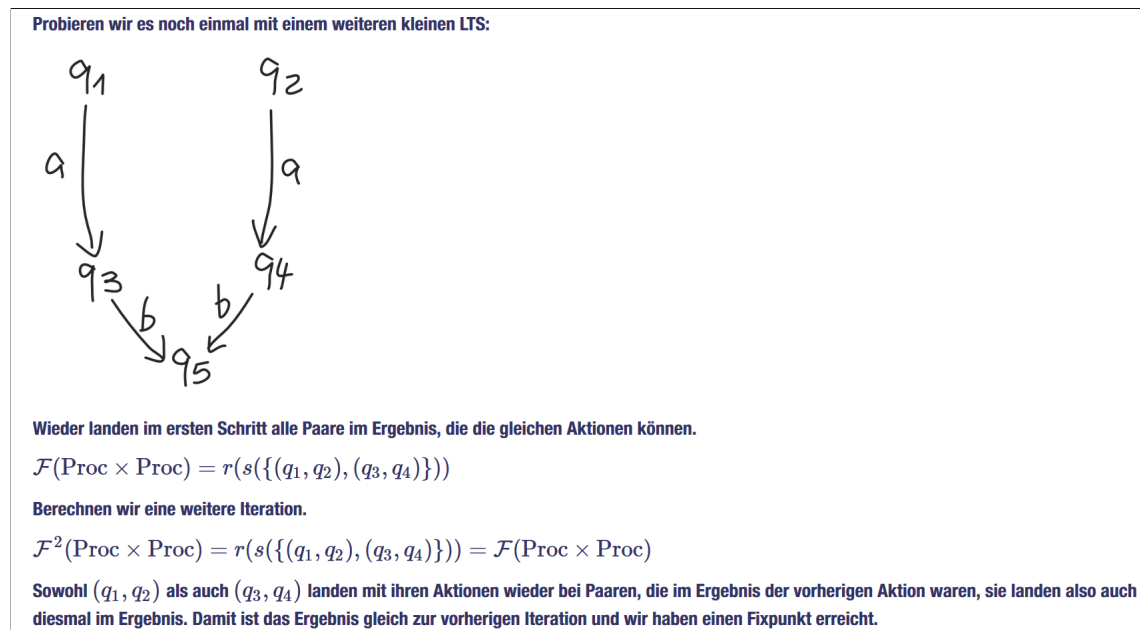 Probieren wir es noch einmal mit einem weiteren kleinen LTS:
q1 q2
a a
q3 q4
b b
q5
Wieder landen im ersten Schritt alle Paare im Ergebnis, die die gleichen Aktionen können.
ℱ(Proc × Proc) = r(s({(q₁, q₂), (q₃, q₄)}))
Berechnen wir eine weitere Iteration.
ℱ²(Proc × Proc) = r(s({(q₁, q₂), (q₃, q₄)})) = ℱ(Proc × Proc)
Sowohl (q₁, q₂) als auch (q₃, q₄) landen mit ihren Aktionen wieder bei Paaren, die im Ergebnis der vorherigen Aktion waren, sie landen also auch
diesmal im Ergebnis. Damit ist das Ergebnis gleich zur vorherigen Iteration und wir haben einen Fixpunkt erreicht.